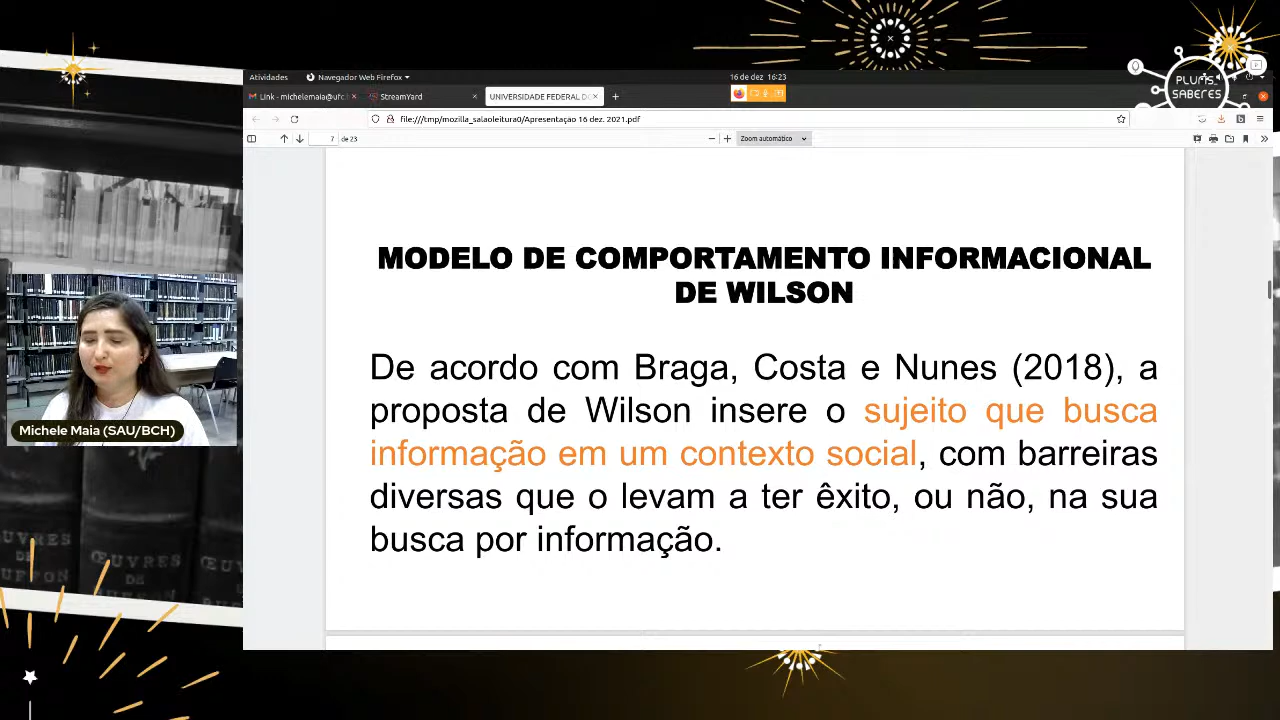 Atividades
Navegador Web Firefox
16 de dez 16:23
PLURIS
SABERES
StreamYard
file:///tmp/mozilla_salaoleitura0/Apresentação 16 dez. 2021.pdf
7 de 23
Zoom automático
MODELO DE COMPORTAMENTO INFORMACIONAL
DE WILSON
De acordo com Braga, Costa e Nunes (2018), a
proposta de Wilson insere o sujeito que busca
informação em um contexto social, com barreiras
diversas que o levam a ter êxito, ou não, na sua
busca por informação.
Michele Maia (SAU/BCH)
ŒUVRES